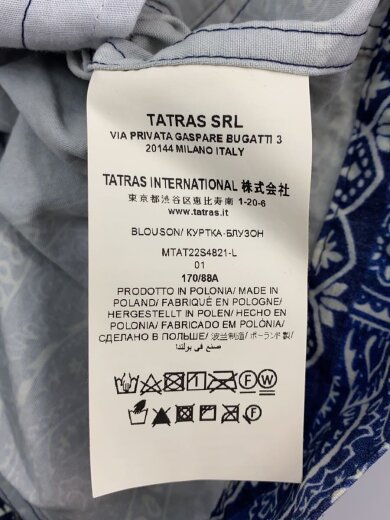 TATRAS SRL
VIA PRIVATA GASPARE BUGATTI 3
20144 MILANO ITALY
TATRAS INTERNATIONAL 株式会社
東京都渋谷区恵比寿南 1-20-6
www.tatras.it
BLOUSON/ КУРТКА-БЛУЗОН
MTAT22S4821-L
01
170/88A
PRODOTTO IN POLONIA/ MADE IN
POLAND/ FABRIQUÉ EN POLOGNE/
HERGESTELLT IN POLEN/ HECHO EN
POLONIA/ FABRICADO EM POLÓNIA/
СДЕЛАНО В ПОЛЬШЕ/ 波兰制造/ ポーランド製/
صنع في بولندا
F W
F